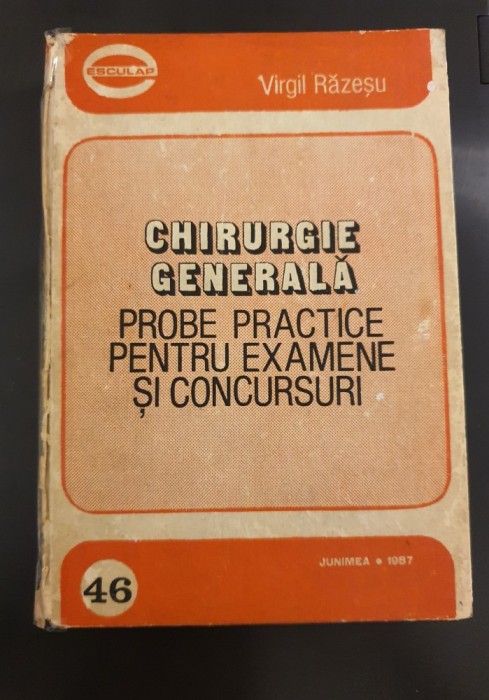 ESCULAP
Virgil Răzeșu
CHIRURGIE
GENERALĂ
PROBE PRACTICE
PENTRU EXAMENE
ȘI CONCURSURI
JUNIMEA • 1987
46